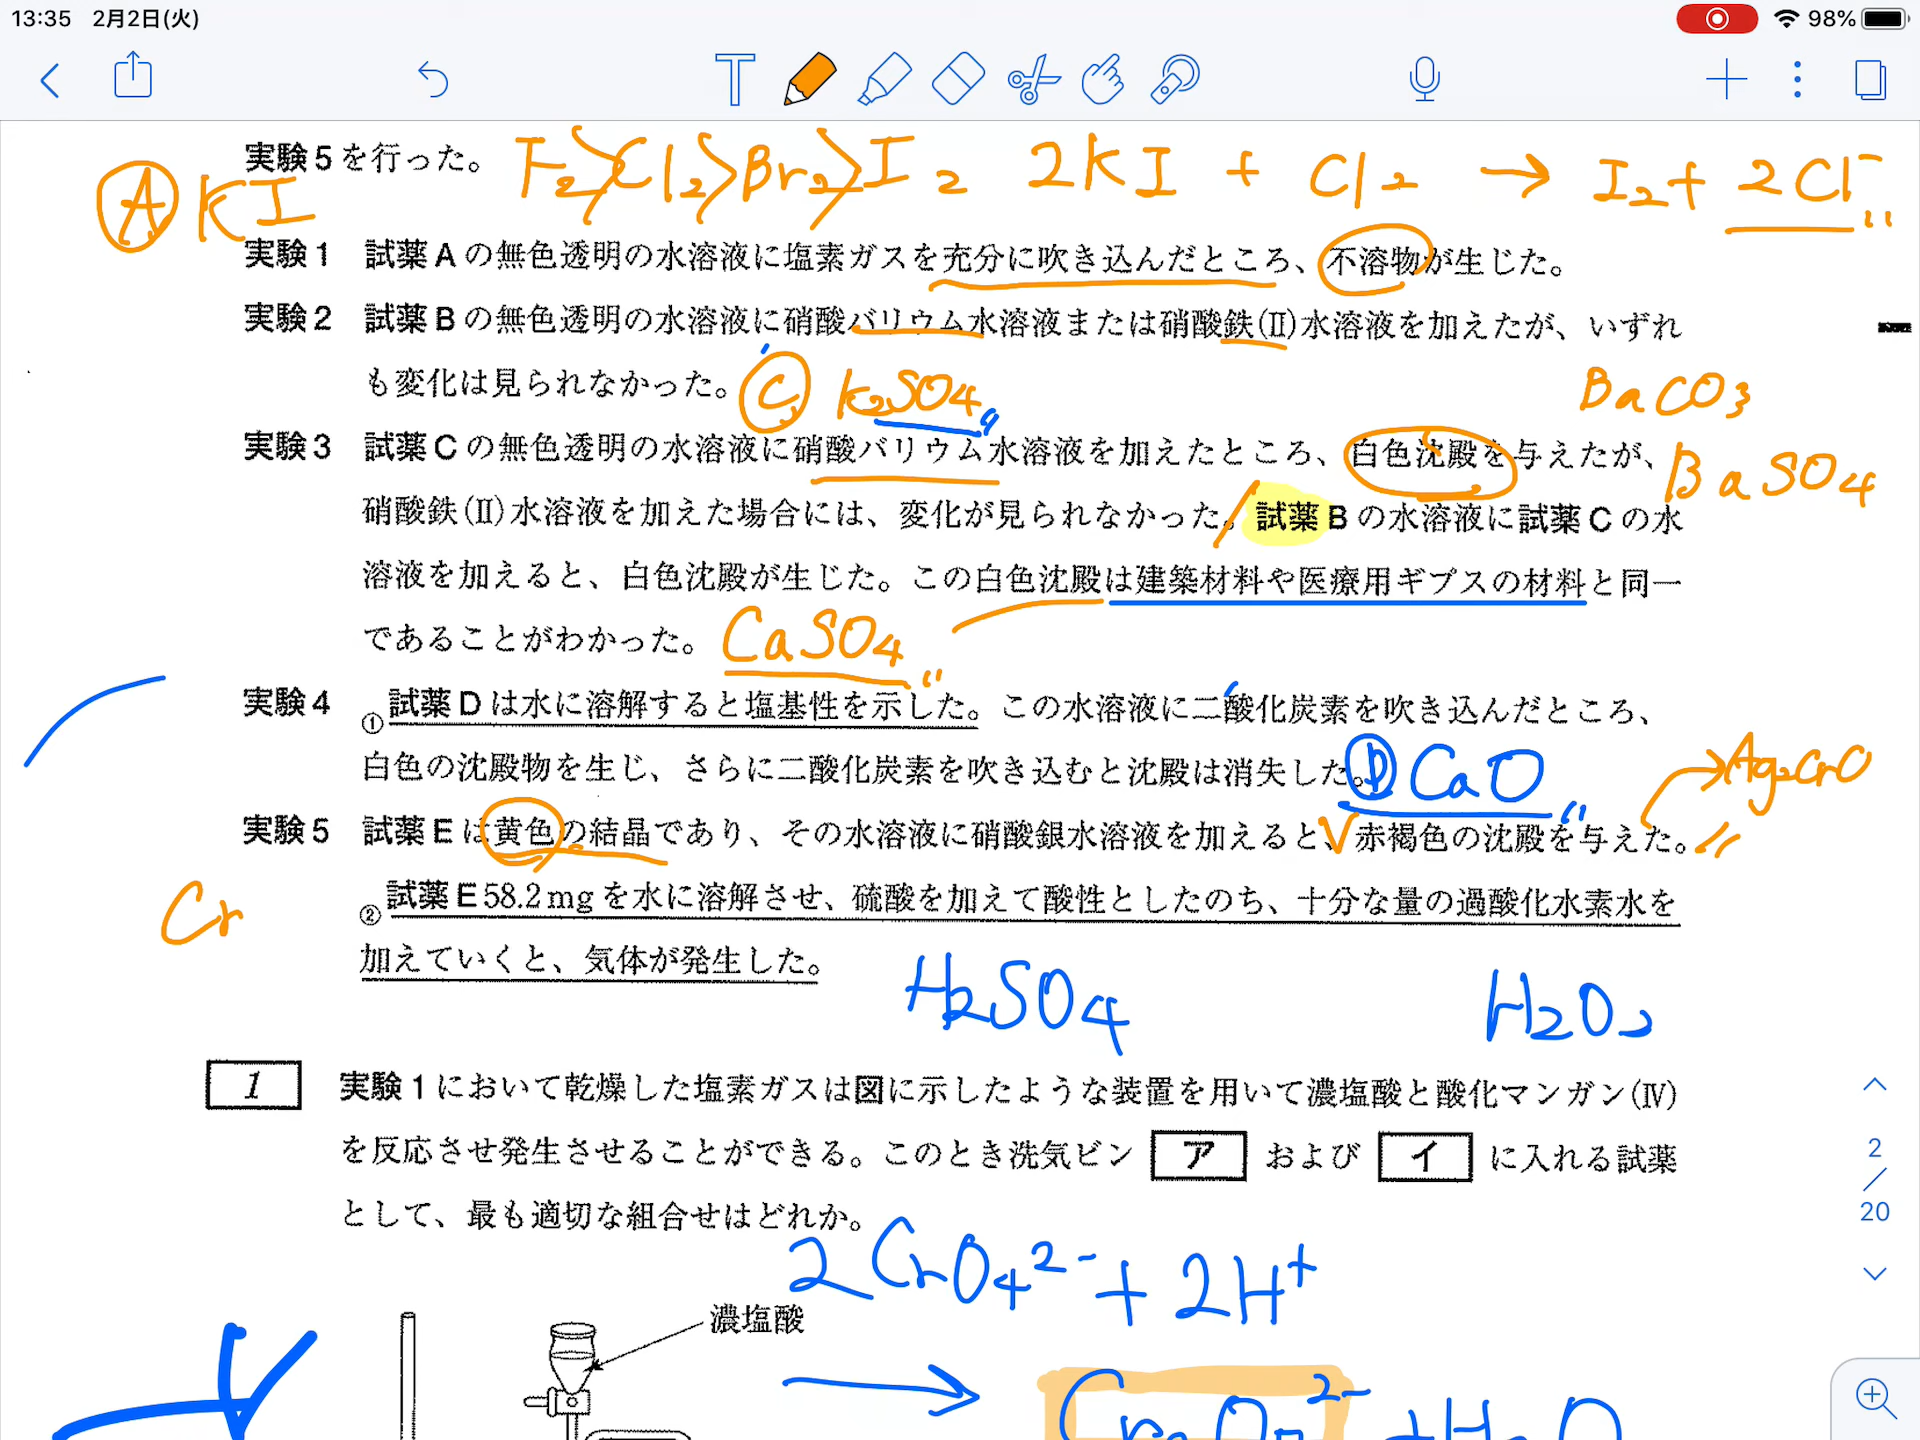 13:35 2月2日(火) 98%
実験5を行った。 F₂>Cl₂>Br₂>I₂ 2KI + Cl₂ → I₂+ 2Cl⁻
A KI
実験1 試薬Aの無色透明の水溶液に塩素ガスを充分に吹き込んだところ、不溶物が生じた。
実験2 試薬Bの無色透明の水溶液に硝酸バリウム水溶液または硝酸鉄(Ⅱ)水溶液を加えたが、いずれ
も変化は見られなかった。 C K₂SO₄ BaCO₃
実験3 試薬Cの無色透明の水溶液に硝酸バリウム水溶液を加えたところ、白色沈殿を与えたが、 BaSO₄
硝酸鉄(Ⅱ)水溶液を加えた場合には、変化が見られなかった。試薬Bの水溶液に試薬Cの水
溶液を加えると、白色沈殿が生じた。この白色沈殿は建築材料や医療用ギプスの材料と同一
であることがわかった。 CaSO₄
実験4 ①試薬Dは水に溶解すると塩基性を示した。この水溶液に二酸化炭素を吹き込んだところ、
白色の沈殿物を生じ、さらに二酸化炭素を吹き込むと沈殿は消失した。 D CaO Ag₂CrO
実験5 試薬Eは黄色の結晶であり、その水溶液に硝酸銀水溶液を加えると、赤褐色の沈殿を与えた。
Cr ②試薬E58.2mgを水に溶解させ、硫酸を加えて酸性としたのち、十分な量の過酸化水素水を
加えていくと、気体が発生した。 H₂SO₄ H₂O₂
1 実験1において乾燥した塩素ガスは図に示したような装置を用いて濃塩酸と酸化マンガン(Ⅳ)
を反応させ発生させることができる。このとき洗気ビン ア および イ に入れる試薬
として、最も適切な組合せはどれか。
2
20
2CrO₄²⁻ + 2H⁺
濃塩酸
→ Cr₂O₇²⁻ + H₂O